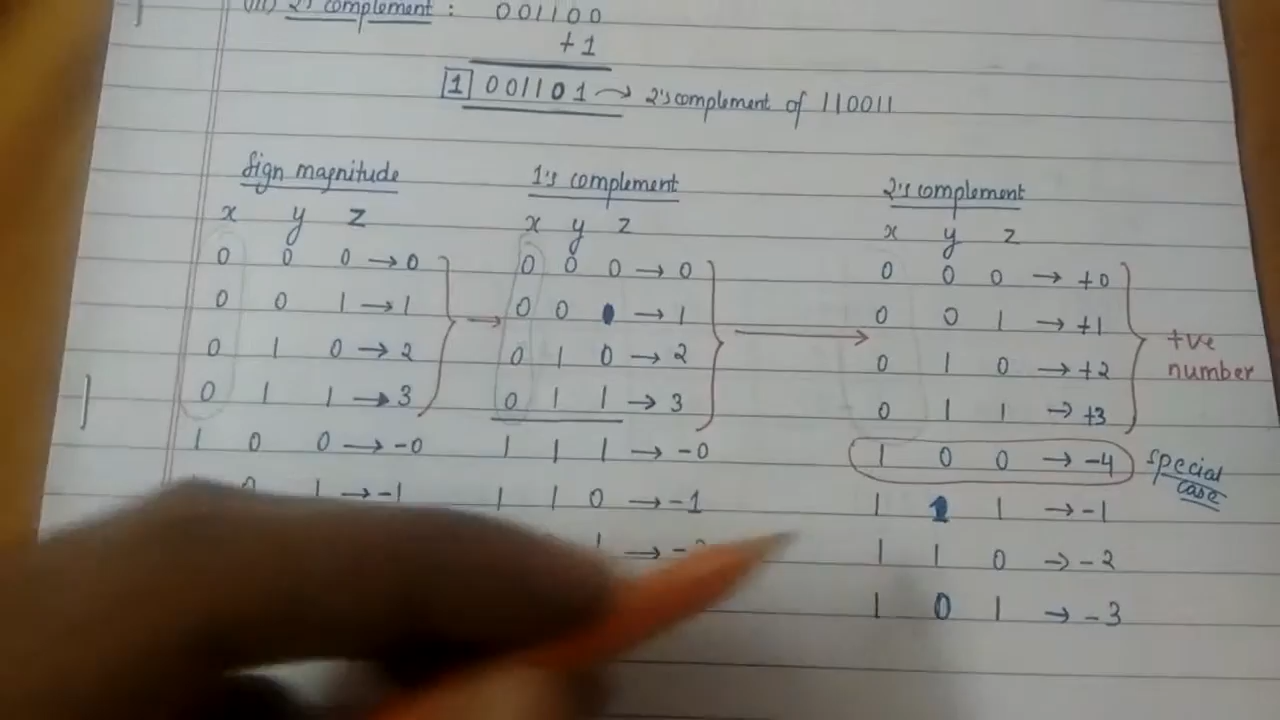 (iii) 2's complement : 001100
+1
1 001101 → 2's complement of 110011
Sign magnitude 1's complement 2's complement
x y z x y z x y z
0 0 0 → 0 0 0 0 → 0 0 0 0 → +0
0 0 1 → 1 0 0 → 1 0 0 1 → +1
0 1 0 → 2 0 1 0 → 2 0 1 0 → +2
+ve number
0 1 1 → 3 0 1 1 → 3 0 1 1 → +3
1 0 0 → -0 1 1 1 → -0 1 0 0 → -4 special case
0 1 → -1 1 1 0 → -1 1 1 1 → -1
1 → -2 1 1 0 → -2
1 0 1 → -3